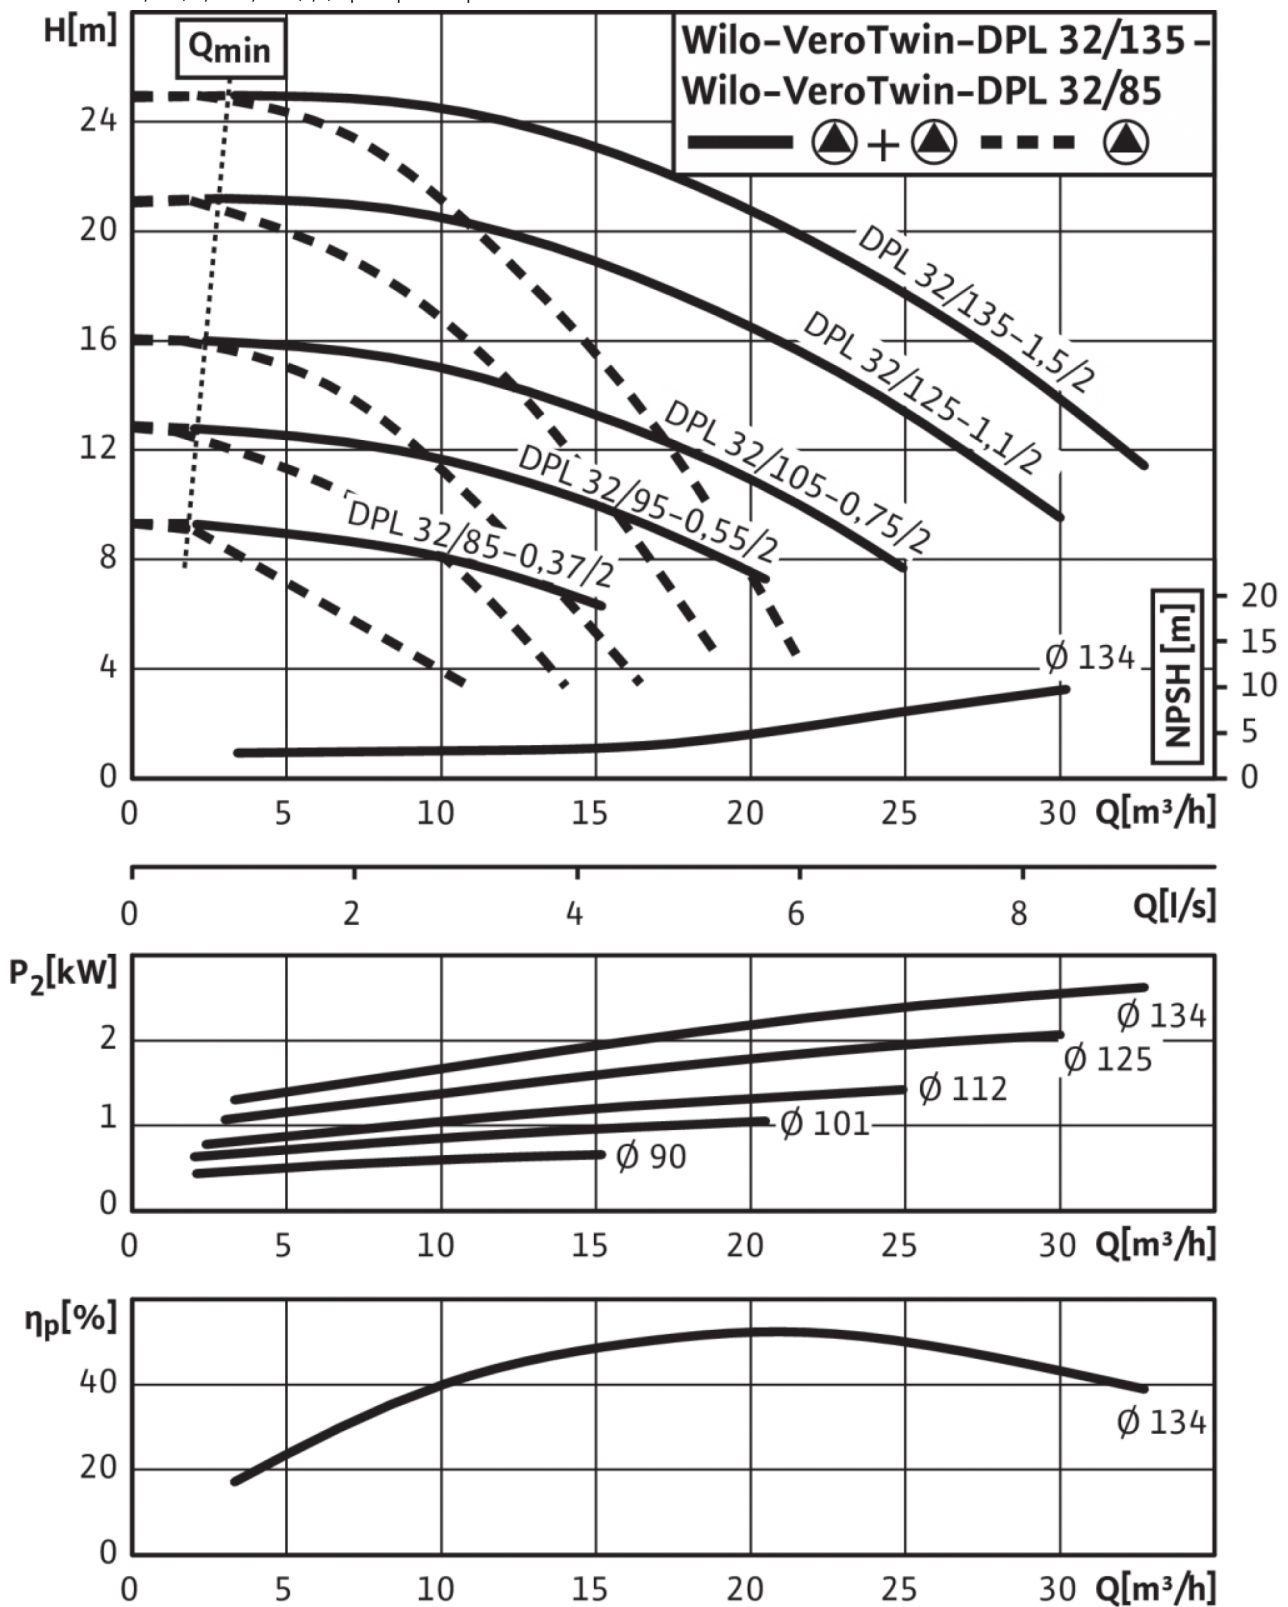 H[m]
Qmin
Wilo–VeroTwin–DPL 32/135 –
Wilo–VeroTwin–DPL 32/85
+
24
20
16
12
8
4
0
DPL 32/135–1,5/2
DPL 32/125–1,1/2
DPL 32/105–0,75/2
DPL 32/95–0,55/2
DPL 32/85–0,37/2
Ø 134
NPSH [m]
20
15
10
5
0
0 5 10 15 20 25 30 Q[m³/h]
0 2 4 6 8 Q[l/s]
P₂[kW]
2
1
0
Ø 134
Ø 125
Ø 112
Ø 101
Ø 90
0 5 10 15 20 25 30 Q[m³/h]
ηp[%]
40
20
0
Ø 134
0 5 10 15 20 25 30 Q[m³/h]